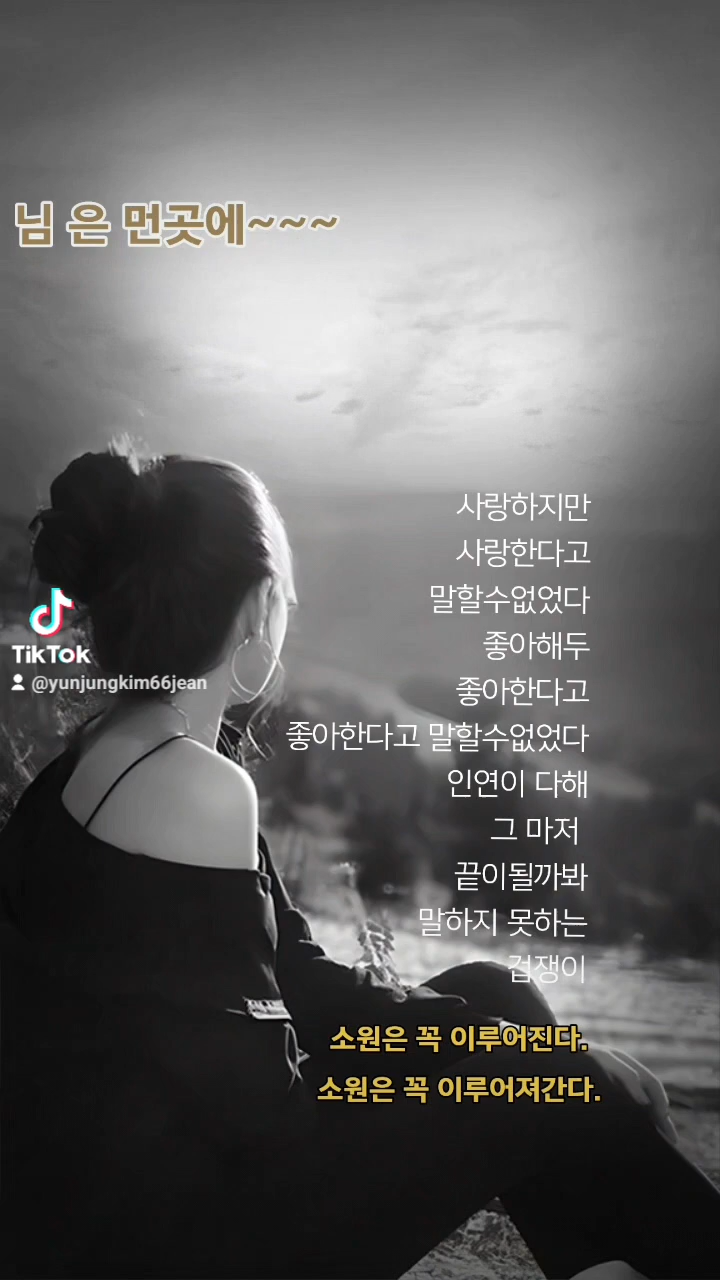 님 은 먼곳에~~~
사랑하지만
사랑한다고
말할수없었다
좋아해두
좋아한다고
좋아한다고 말할수없었다
인연이 다해
그 마저
끝이될까봐
말하지 못하는
겁쟁이
TikTok
@yunjungkim66jean
소원은 꼭 이루어진다.
소원은 꼭 이루어져간다.